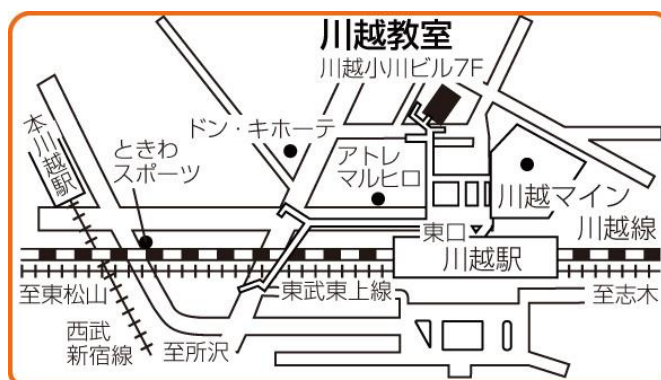 川越教室
川越小川ビル7F
ドン・キホーテ
本川越駅
ときわ
スポーツ
アトレ
マルヒロ
川越マイン
川越線
東口
川越駅
至東松山
東武東上線
至志木
西武
新宿線
至所沢